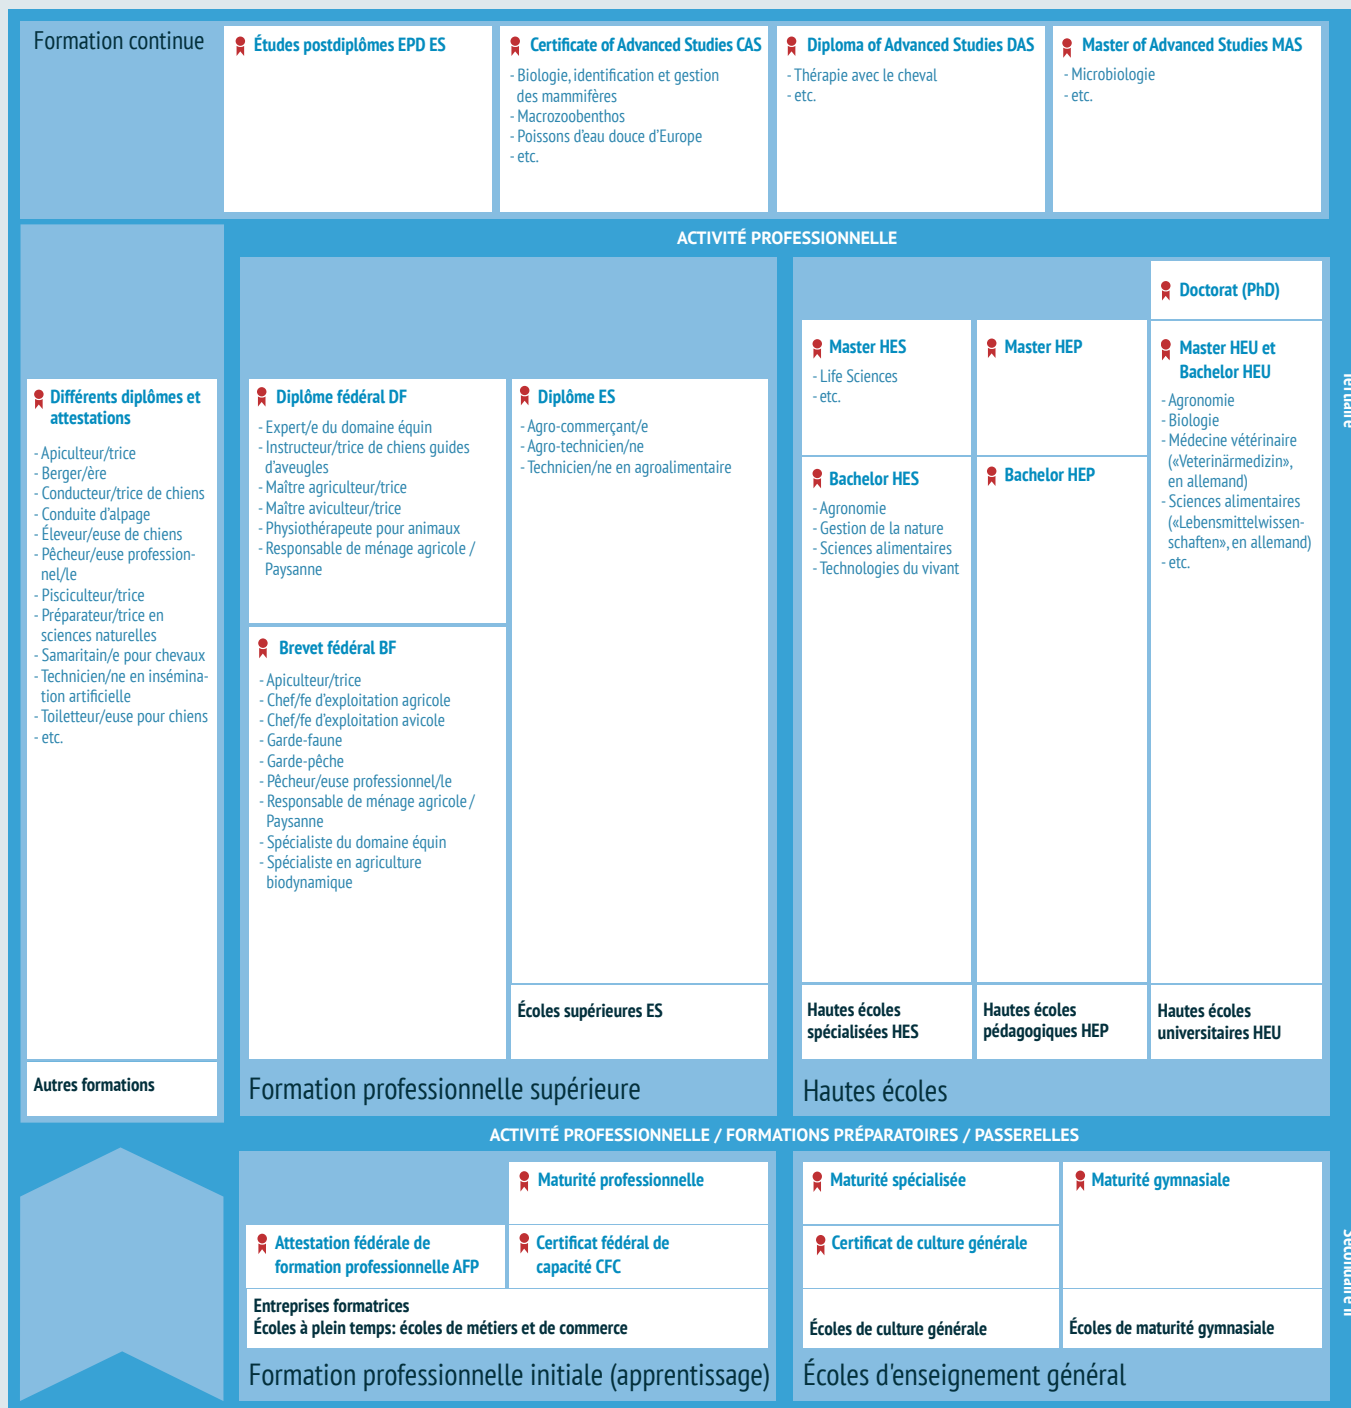 Formation continue
Études postdiplômes EPD ES
Certificate of Advanced Studies CAS
- Biologie, identification et gestion
des mammifères
- Macrozoobenthos
- Poissons d'eau douce d'Europe
- etc.
Diploma of Advanced Studies DAS
- Thérapie avec le cheval
- etc.
Master of Advanced Studies MAS
- Microbiologie
- etc.
ACTIVITÉ PROFESSIONNELLE
Différents diplômes et
attestations
- Apiculteur/trice
- Berger/ère
- Conducteur/trice de chiens
- Conduite d'alpage
- Éleveur/euse de chiens
- Pêcheur/euse profession-
nel/le
- Pisciculteur/trice
- Préparateur/trice en
sciences naturelles
- Samaritain/e pour chevaux
- Technicien/ne en insémina-
tion artificielle
- Toiletteur/euse pour chiens
- etc.
Autres formations
Diplôme fédéral DF
- Expert/e du domaine équin
- Instructeur/trice de chiens guides
d'aveugles
- Maître agriculteur/trice
- Maître aviculteur/trice
- Physiothérapeute pour animaux
- Responsable de ménage agricole /
Paysanne
Brevet fédéral BF
- Apiculteur/trice
- Chef/fe d'exploitation agricole
- Chef/fe d'exploitation avicole
- Garde-faune
- Garde-pêche
- Pêcheur/euse professionnel/le
- Responsable de ménage agricole /
Paysanne
- Spécialiste du domaine équin
- Spécialiste en agriculture
biodynamique
Diplôme ES
- Agro-commerçant/e
- Agro-technicien/ne
- Technicien/ne en agroalimentaire
Écoles supérieures ES
Formation professionnelle supérieure
Master HES
- Life Sciences
- etc.
Bachelor HES
- Agronomie
- Gestion de la nature
- Sciences alimentaires
- Technologies du vivant
Hautes écoles
spécialisées HES
Master HEP
Bachelor HEP
Hautes écoles
pédagogiques HEP
Doctorat (PhD)
Master HEU et
Bachelor HEU
- Agronomie
- Biologie
- Médecine vétérinaire
(«Veterinärmedizin»,
en allemand)
- Sciences alimentaires
(«Lebensmittelwissen-
schaften», en allemand)
- etc.
Hautes écoles
universitaires HEU
Hautes écoles
Tertiaire
ACTIVITÉ PROFESSIONNELLE / FORMATIONS PRÉPARATOIRES / PASSERELLES
Maturité professionnelle
Attestation fédérale de
formation professionnelle AFP
Certificat fédéral de
capacité CFC
Entreprises formatrices
Écoles à plein temps: écoles de métiers et de commerce
Formation professionnelle initiale (apprentissage)
Maturité spécialisée
Certificat de culture générale
Écoles de culture générale
Maturité gymnasiale
Écoles de maturité gymnasiale
Écoles d'enseignement général
Secondaire II